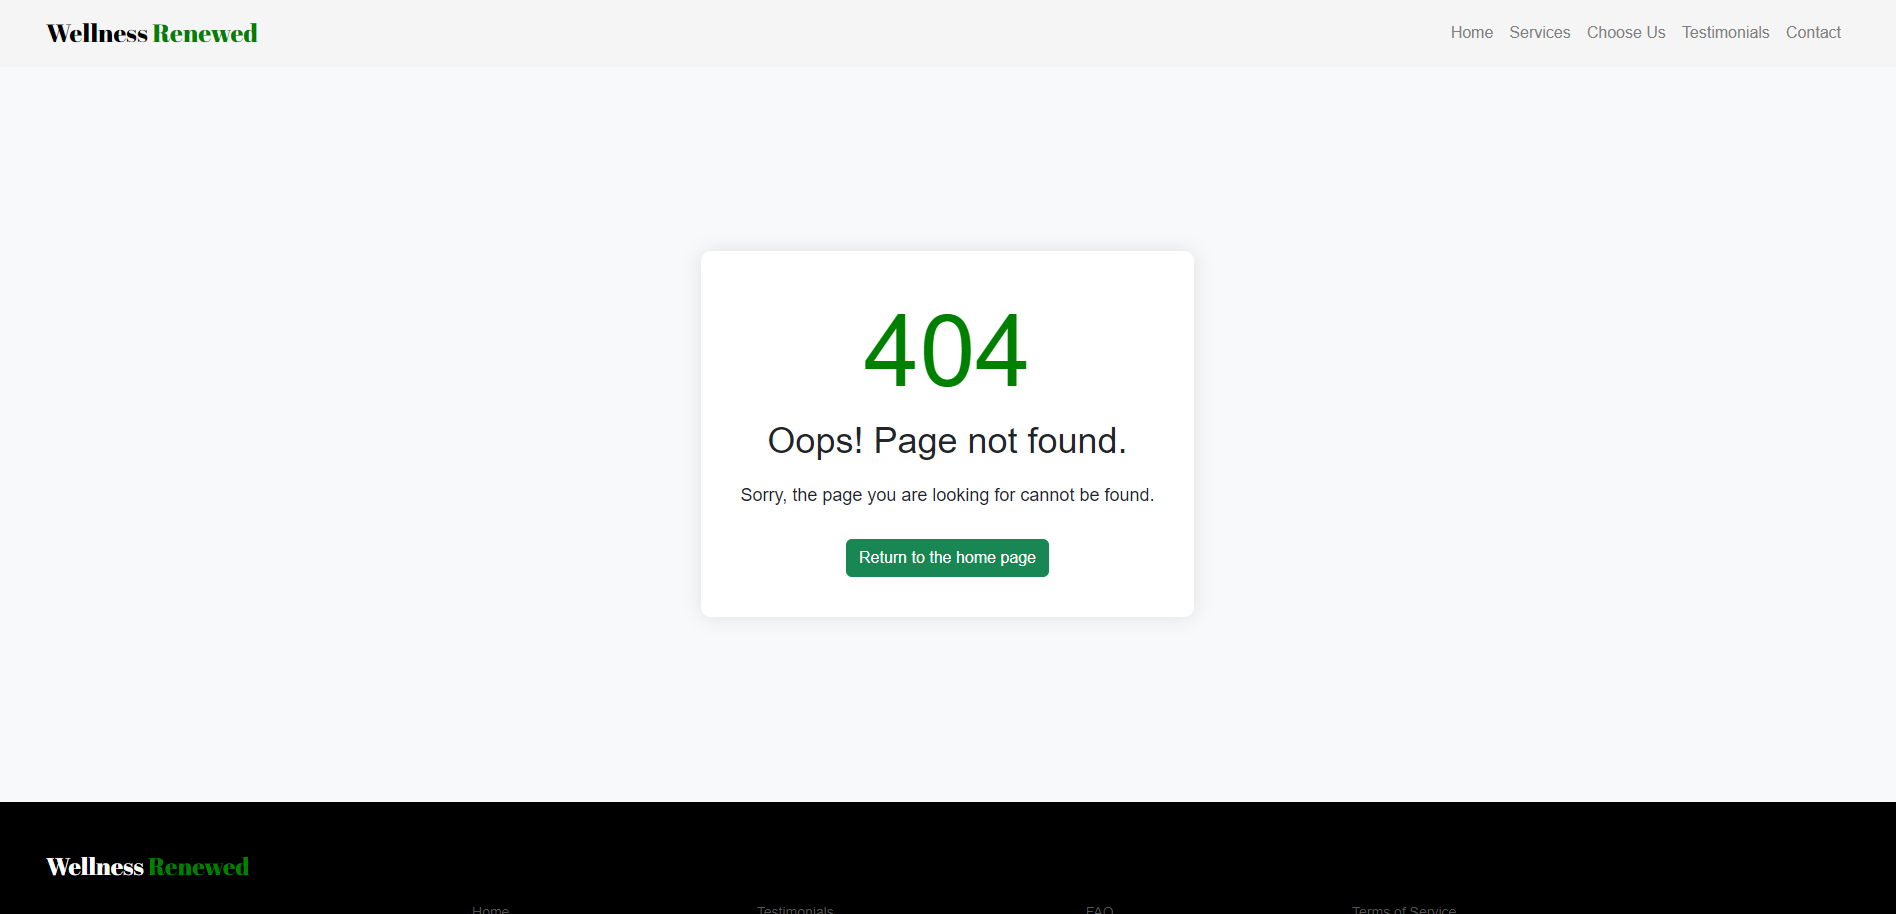 Wellness Renewed
Home Services Choose Us Testimonials Contact
404
Oops! Page not found.
Sorry, the page you are looking for cannot be found.
Return to the home page
Wellness Renewed
Home Testimonials FAQ Terms of Service